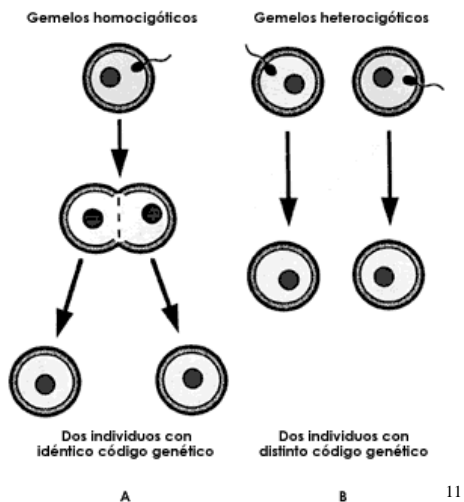 Gemelos homocigóticos
Gemelos heterocigóticos
Dos individuos con
idéntico código genético
Dos individuos con
distinto código genético
A
B
11